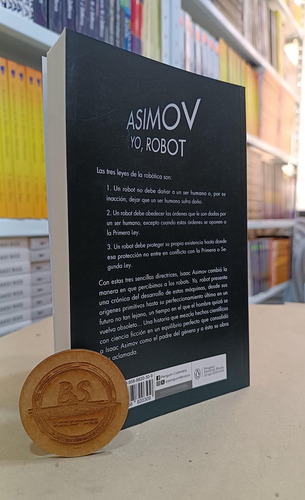 ASIMOV
YO, ROBOT
Las tres leyes de la robótica son:
1. Un robot no debe dañar a un ser humano o, por su
inacción, dejar que un ser humano sufra daño.
2. Un robot debe obedecer las órdenes que le son dadas por
un ser humano, excepto cuando estas órdenes se oponen a
la Primera Ley.
3. Un robot debe proteger su propia existencia hasta donde
esa protección no entre en conflicto con la Primera o Se-
gunda Ley.
Con estas tres sencillas directrices, Isaac Asimov cambió la
manera en que percibimos a los robots. Yo, robot presenta
una crónica del desarrollo de estas máquinas, desde sus
orígenes primitivos hasta su perfeccionamiento último en un
futuro no tan lejano, un tiempo en el que el hombre quizá se
vuelva obsoleto... Una historia que mezcla hechos científicos
con ciencia ficción en un equilibrio perfecto que consolidó
a Isaac Asimov como el padre del género y a ésta su obra
más aclamada.
BS